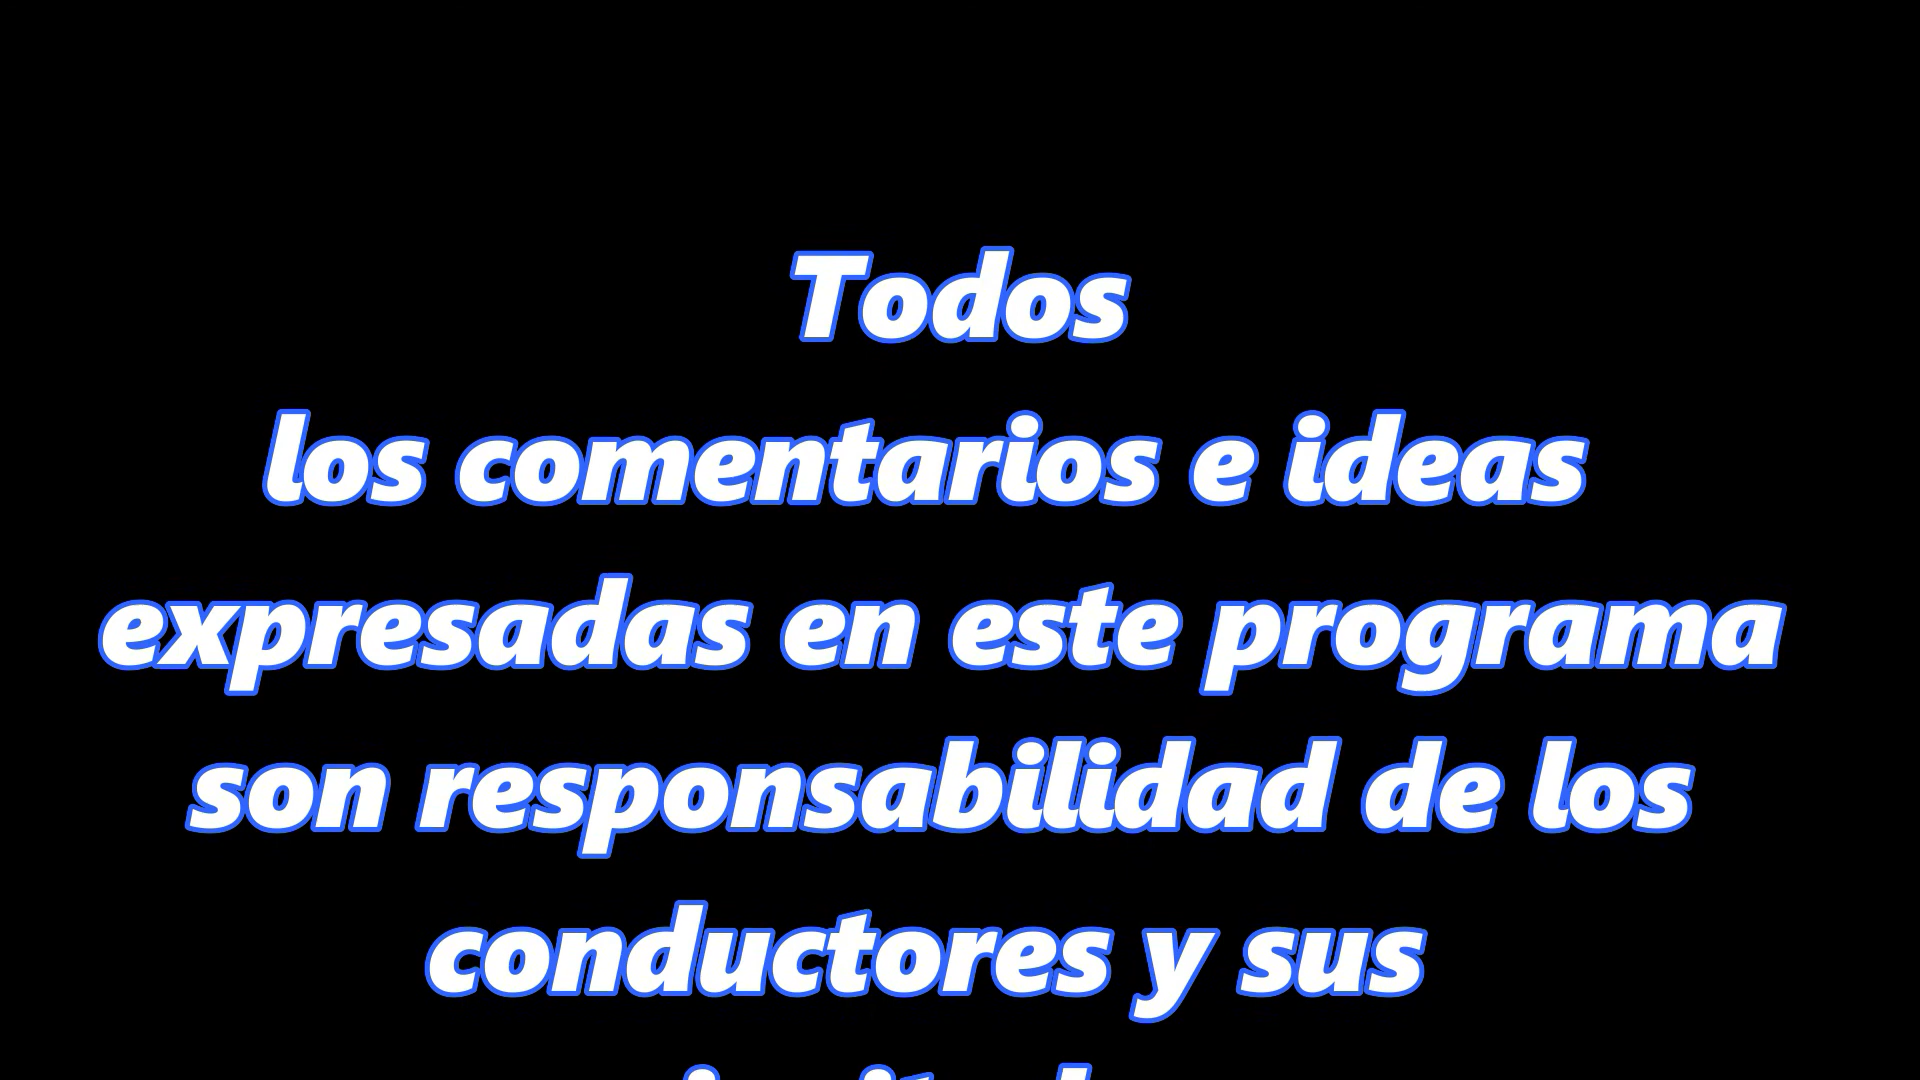 Todos
los comentarios e ideas
expresadas en este programa
son responsabilidad de los
conductores y sus